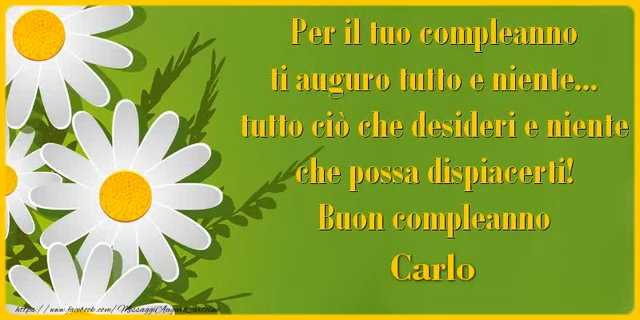 Per il tuo compleanno
ti auguro tutto e niente...
tutto ciò che desideri e niente
che possa dispiacerti!
Buon compleanno
Carlo